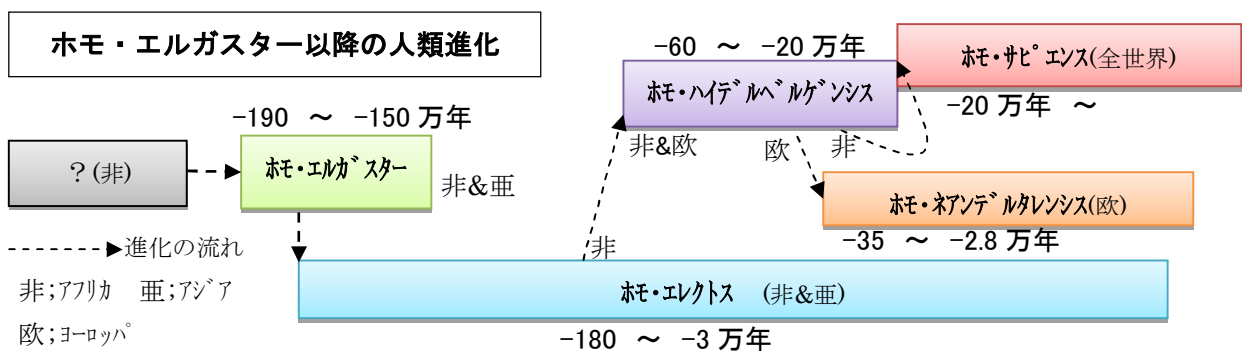 ホモ・エルガスター以降の人類進化
-60 ～ -20 万年
ﾎﾓ・ｻﾋﾟｴﾝｽ(全世界)
ﾎﾓ・ﾊｲﾃﾞﾙﾍﾞﾙｹﾞﾝｼｽ
-20 万年 ～
-190 ～ -150 万年
非&欧
欧
非
？(非)
ﾎﾓ・ｴﾙｶﾞｽﾀｰ
非&亜
ﾎﾓ・ﾈｱﾝﾃﾞﾙﾀﾚﾝｼｽ(欧)
-35 ～ -2.8 万年
進化の流れ
非
非;ｱﾌﾘｶ 亜;ｱｼﾞｱ
ﾎﾓ・ｴﾚｸﾄｽ (非&亜)
欧;ﾖｰﾛｯﾊﾟ
-180 ～ -3 万年